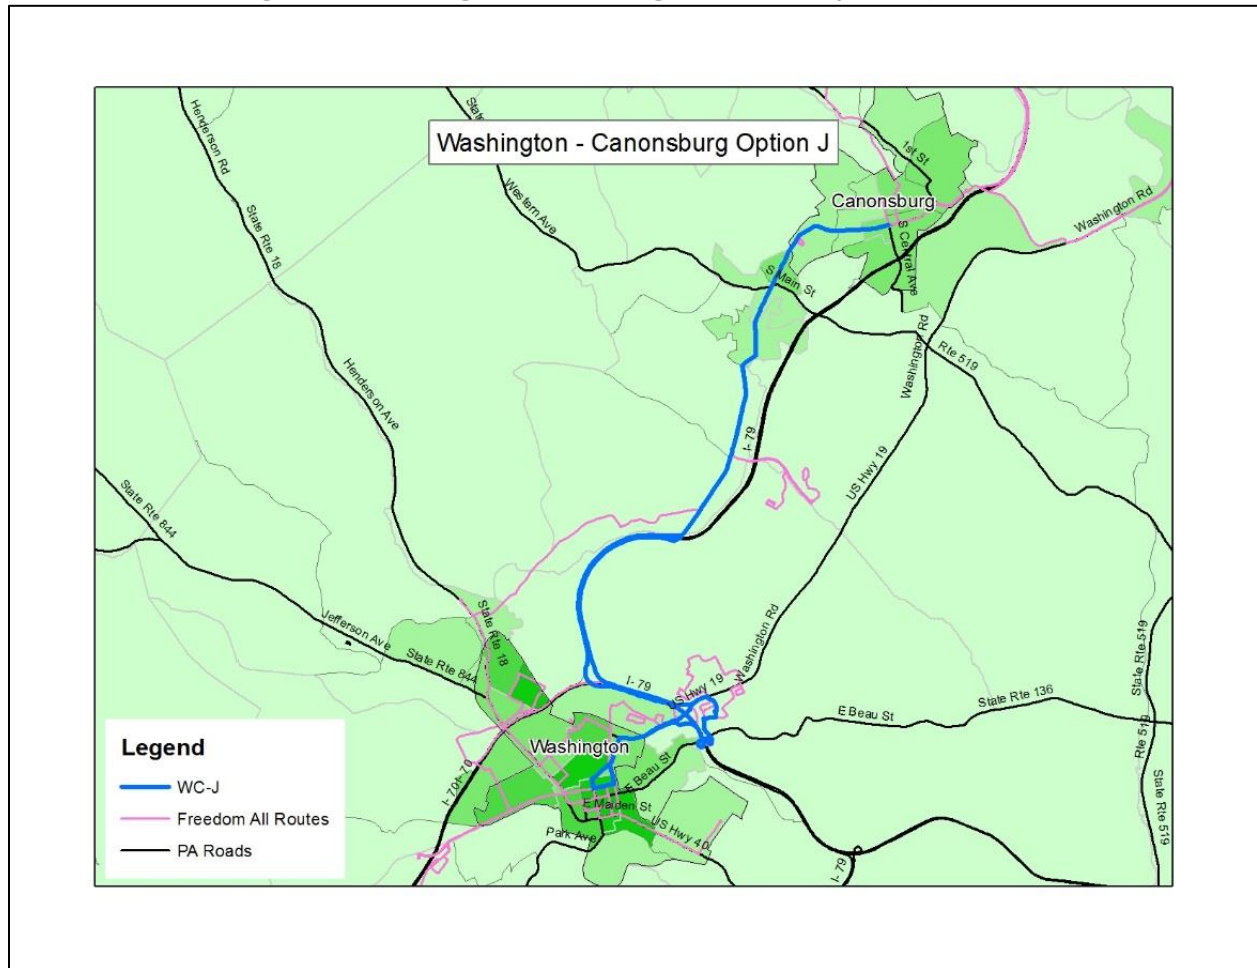 Washington - Canonsburg Option J
Henderson Rd
State Rte 18
Western Ave
1st St
Canonsburg
Washington Rd
S Central Ave
S Main St
Rte 519
Washington Rd
Henderson Ave
I- 79
US Hwy 19
State Rte 844
Jefferson Ave
State Rte 844
State Rte 18
Washington Rd
I- 79
US Hwy 19
State Rte 519
State Rte 136
E Beau St
Rte 519
Washington
E Beau St
I- 70
I- 70
E Maiden St
US Hwy 40
Park Ave
State Rte 519
I- 79
Legend
WC-J
Freedom All Routes
PA Roads